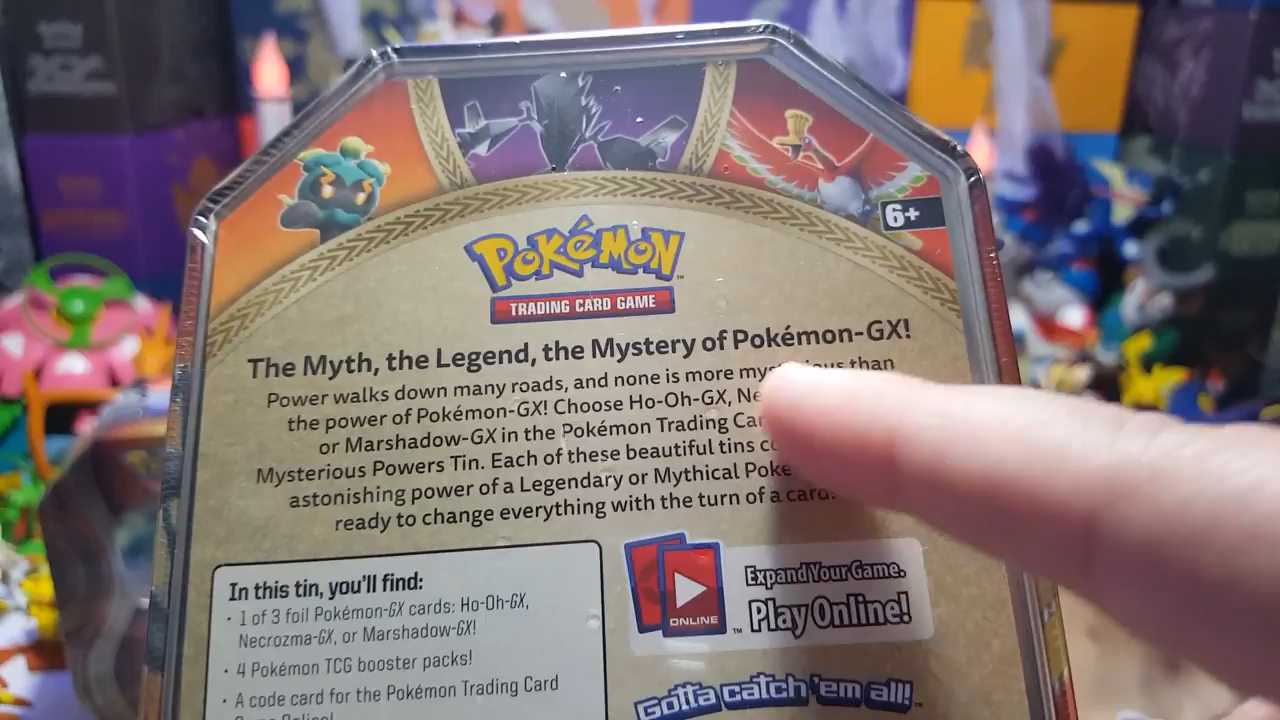 6+
POKéMON
TRADING CARD GAME
The Myth, the Legend, the Mystery of Pokémon-GX!
Power walks down many roads, and none is more than
the power of Pokémon-GX! Choose Ho-Oh-GX,
or Marshadow-GX in the Pokémon Trading
Mysterious Powers Tin. Each of these beautiful tins
astonishing power of a Legendary or Mythical
ready to change everything with the turn of a card.
In this tin, you'll find:
• 1 of 3 foil Pokémon-GX cards: Ho-Oh-GX,
Necrozma-GX, or Marshadow-GX!
• 4 Pokémon TCG booster packs!
• A code card for the Pokémon Trading Card
Online!
ONLINE
™ Expand Your Game.
Play Online!
Gotta catch 'em all!™